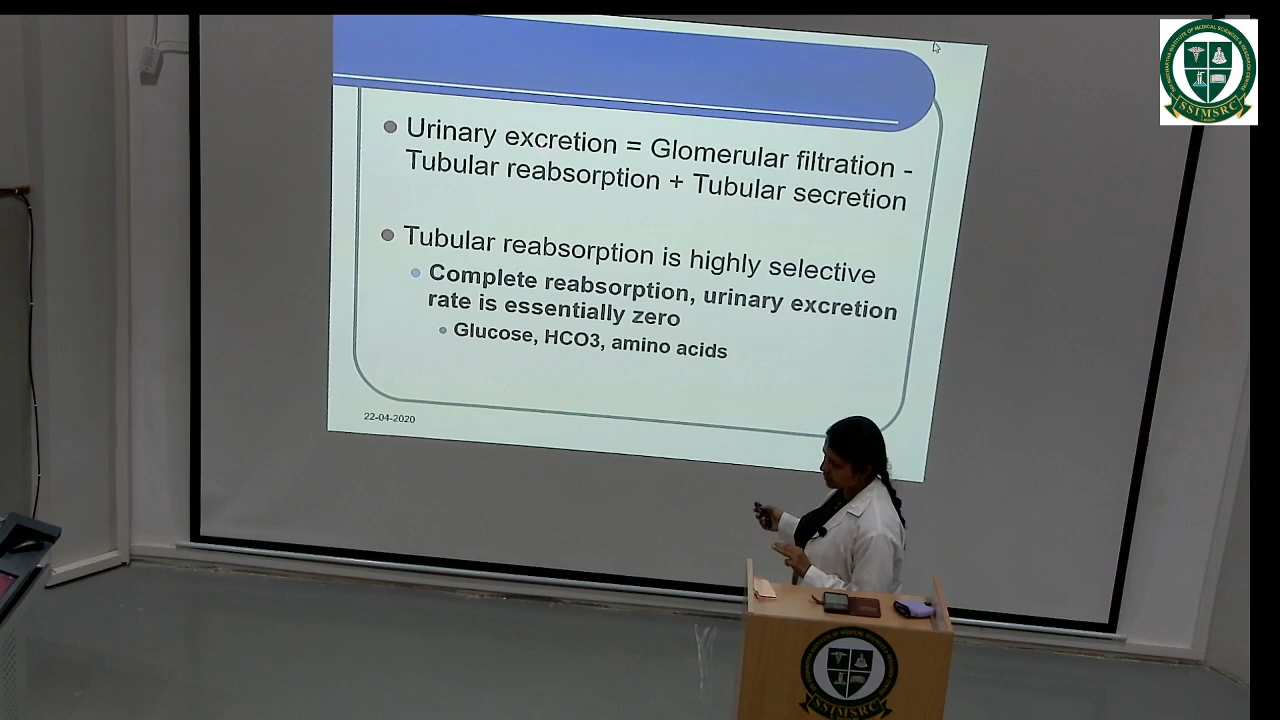 Urinary excretion = Glomerular filtration -
Tubular reabsorption + Tubular secretion
Tubular reabsorption is highly selective
Complete reabsorption, urinary excretion
rate is essentially zero
Glucose, HCO3, amino acids
22-04-2020
SSIMSRC
SSIMSRC